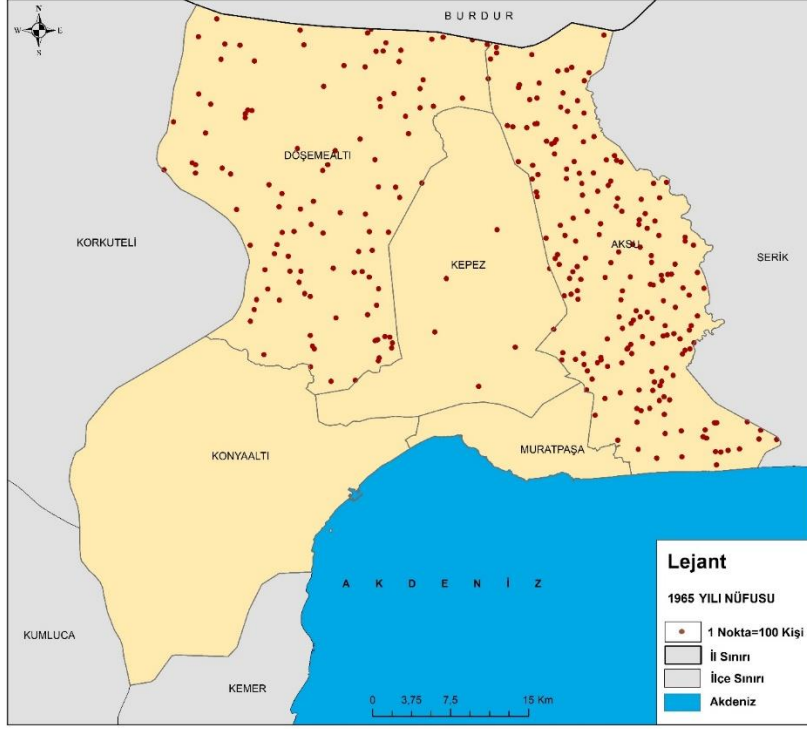 BURDUR
N
W E
S
DÖŞEMEALTI
KORKUTELİ
AKSU
SERİK
KEPEZ
KONYAALTI
MURATPAŞA
AKDENİZ
KUMLUCA
KEMER
0 3,75 7,5 15 Km
Lejant
1965 YILI NÜFUSU
1 Nokta=100 Kişi
İl Sınırı
İlçe Sınırı
Akdeniz